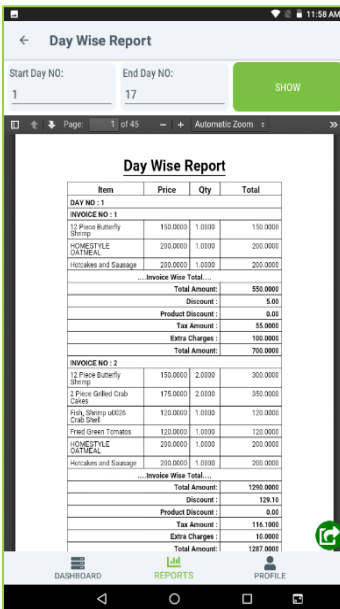 11:58 AM
Day Wise Report
Start Day NO: End Day NO:
1 17 SHOW
Page: 1 of 45 − + Automatic Zoom
Day Wise Report
Item Price Qty Total
DAY NO : 1
INVOICE NO : 1
12 Piece Butterfly
Shrimp 150.0000 1.0000 150.0000
HOMESTYLE
OATMEAL 200.0000 1.0000 200.0000
Hotcakes and Sausage 200.0000 1.0000 200.0000
....Invoice Wise Total....
Total Amount: 550.0000
Discount : 5.00
Product Discount : 0.00
Tax Amount : 55.0000
Extra Charges : 100.0000
Total Amount: 700.0000
INVOICE NO : 2
12 Piece Butterfly
Shrimp 150.0000 2.0000 300.0000
2 Piece Grilled Crab
Cakes 175.0000 2.0000 350.0000
Fish, Shrimp u0026
Crab Shell 120.0000 1.0000 120.0000
Fried Green Tomatos 120.0000 1.0000 120.0000
HOMESTYLE
OATMEAL 200.0000 1.0000 200.0000
Hotcakes and Sausage 200.0000 1.0000 200.0000
....Invoice Wise Total....
Total Amount: 1290.0000
Discount : 129.10
Product Discount : 0.00
Tax Amount : 116.1000
Extra Charges : 10.0000
Total Amount: 1287.0000
DASHBOARD REPORTS PROFILE